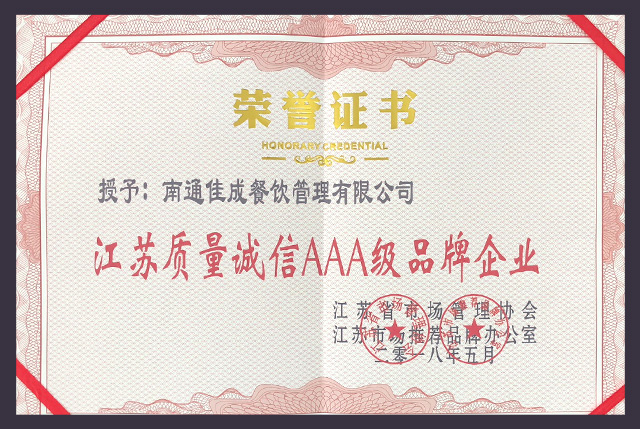 荣誉证书
HONORARY CREDENTIAL
授予：南通佳成餐饮管理有限公司
江苏质量诚信AAA级品牌企业
江苏省市场管理协会
江苏市场推荐品牌办公室
二零一八年五月